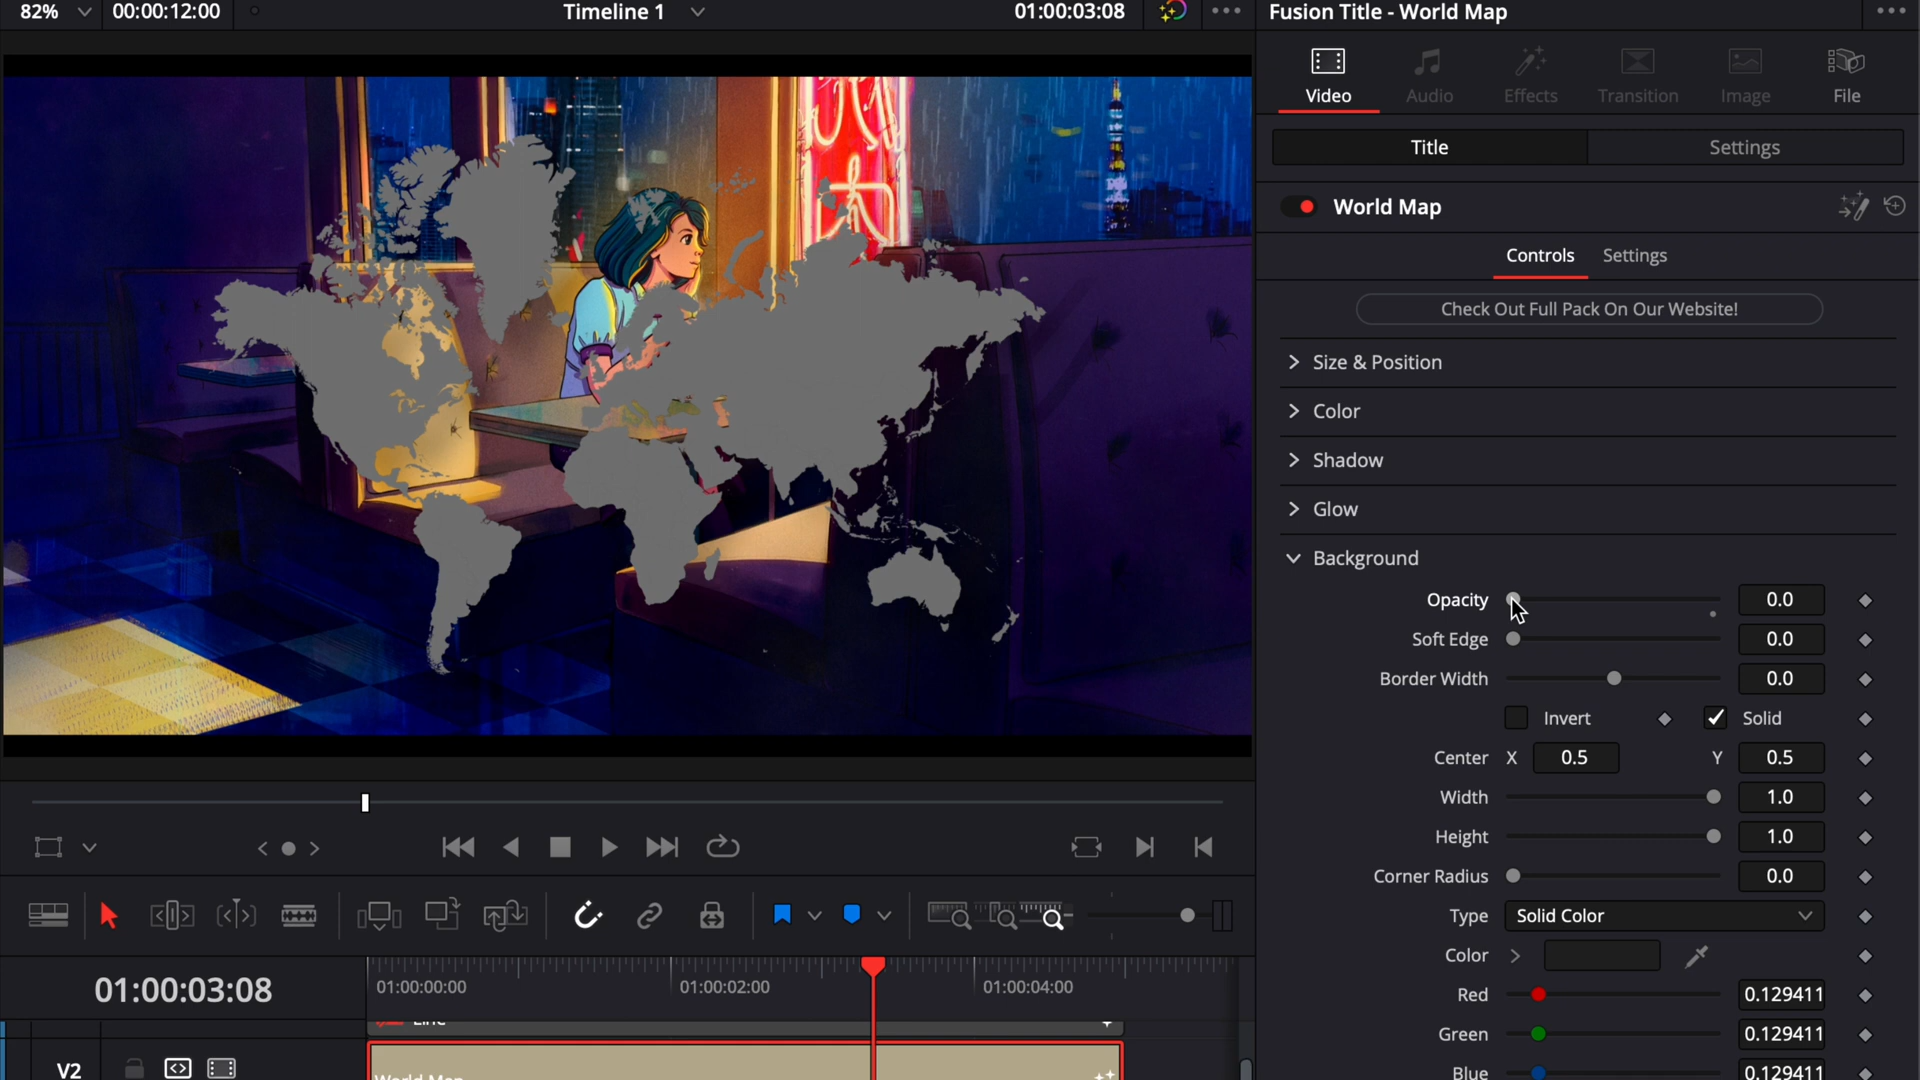 82%
00:00:12:00
Timeline 1
01:00:03:08
Fusion Title - World Map
Video
Audio
Effects
Transition
Image
File
Title
Settings
World Map
Controls
Settings
Check Out Full Pack On Our Website!
Size & Position
Color
Shadow
Glow
Background
Opacity 0.0
Soft Edge 0.0
Border Width 0.0
Invert
Solid
Center X 0.5 Y 0.5
Width 1.0
Height 1.0
Corner Radius 0.0
Type Solid Color
Color
Red 0.129411
Green 0.129411
Blue 0.129411
01:00:03:08
01:00:00:00
01:00:02:00
01:00:04:00
V2
World Map